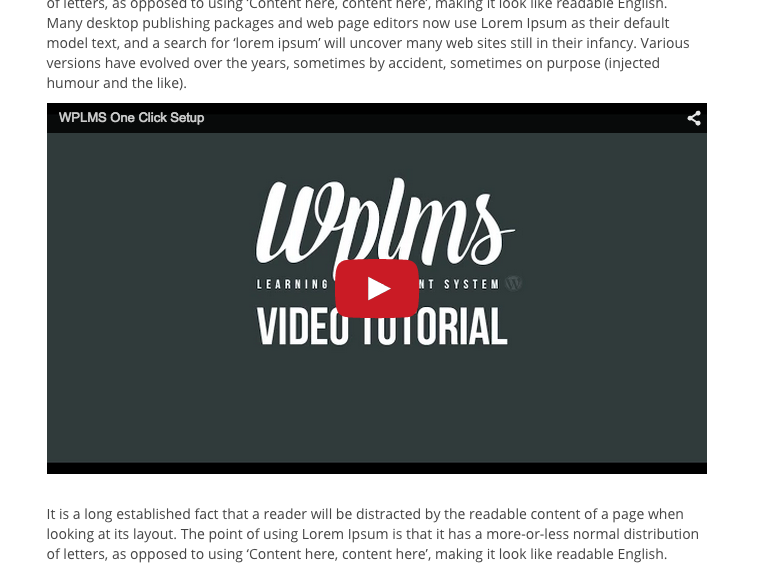 of letters, as opposed to using ‘Content here, content here’, making it look like readable English.
Many desktop publishing packages and web page editors now use Lorem Ipsum as their default
model text, and a search for ‘lorem ipsum’ will uncover many web sites still in their infancy. Various
versions have evolved over the years, sometimes by accident, sometimes on purpose (injected
humour and the like).
WPLMS One Click Setup
Wplms
LEARNING NT SYSTEM
VIDEO TUTORIAL
It is a long established fact that a reader will be distracted by the readable content of a page when
looking at its layout. The point of using Lorem Ipsum is that it has a more-or-less normal distribution
of letters, as opposed to using ‘Content here, content here’, making it look like readable English.